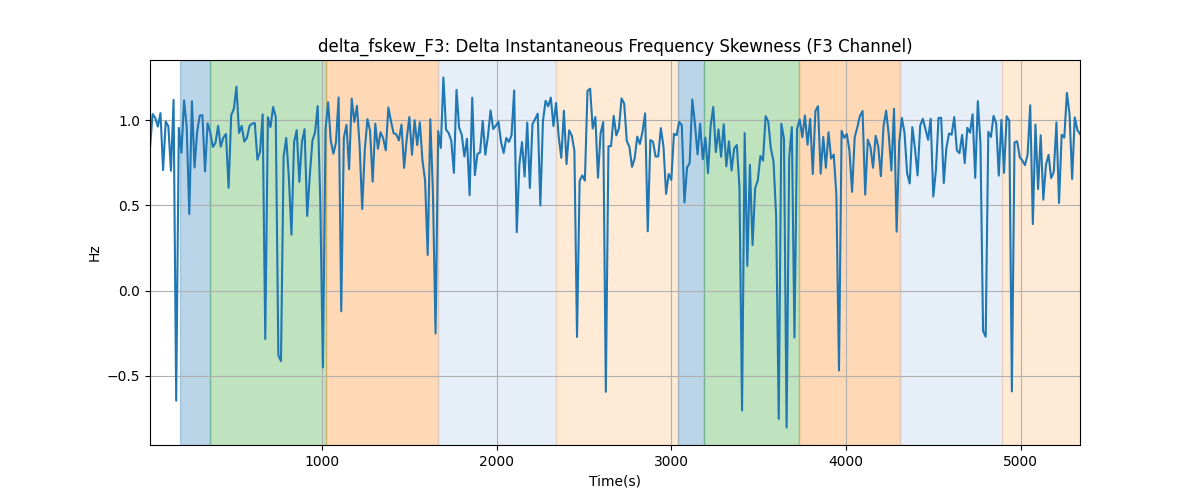 delta_fskew_F3: Delta Instantaneous Frequency Skewness (F3 Channel)
1.0
0.5
0.0
−0.5
Hz
1000 2000 3000 4000 5000
Time(s)